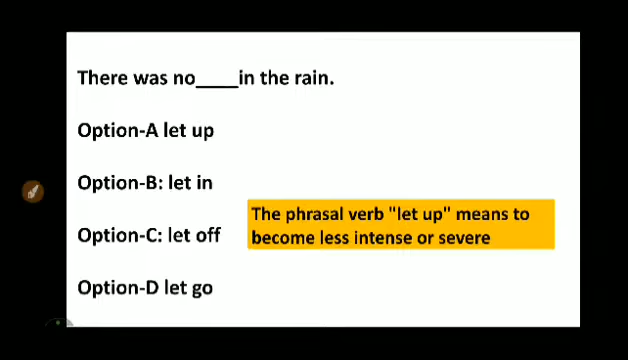 There was no____in the rain.
Option-A let up
Option-B: let in
Option-C: let off
The phrasal verb "let up" means to
become less intense or severe
Option-D let go